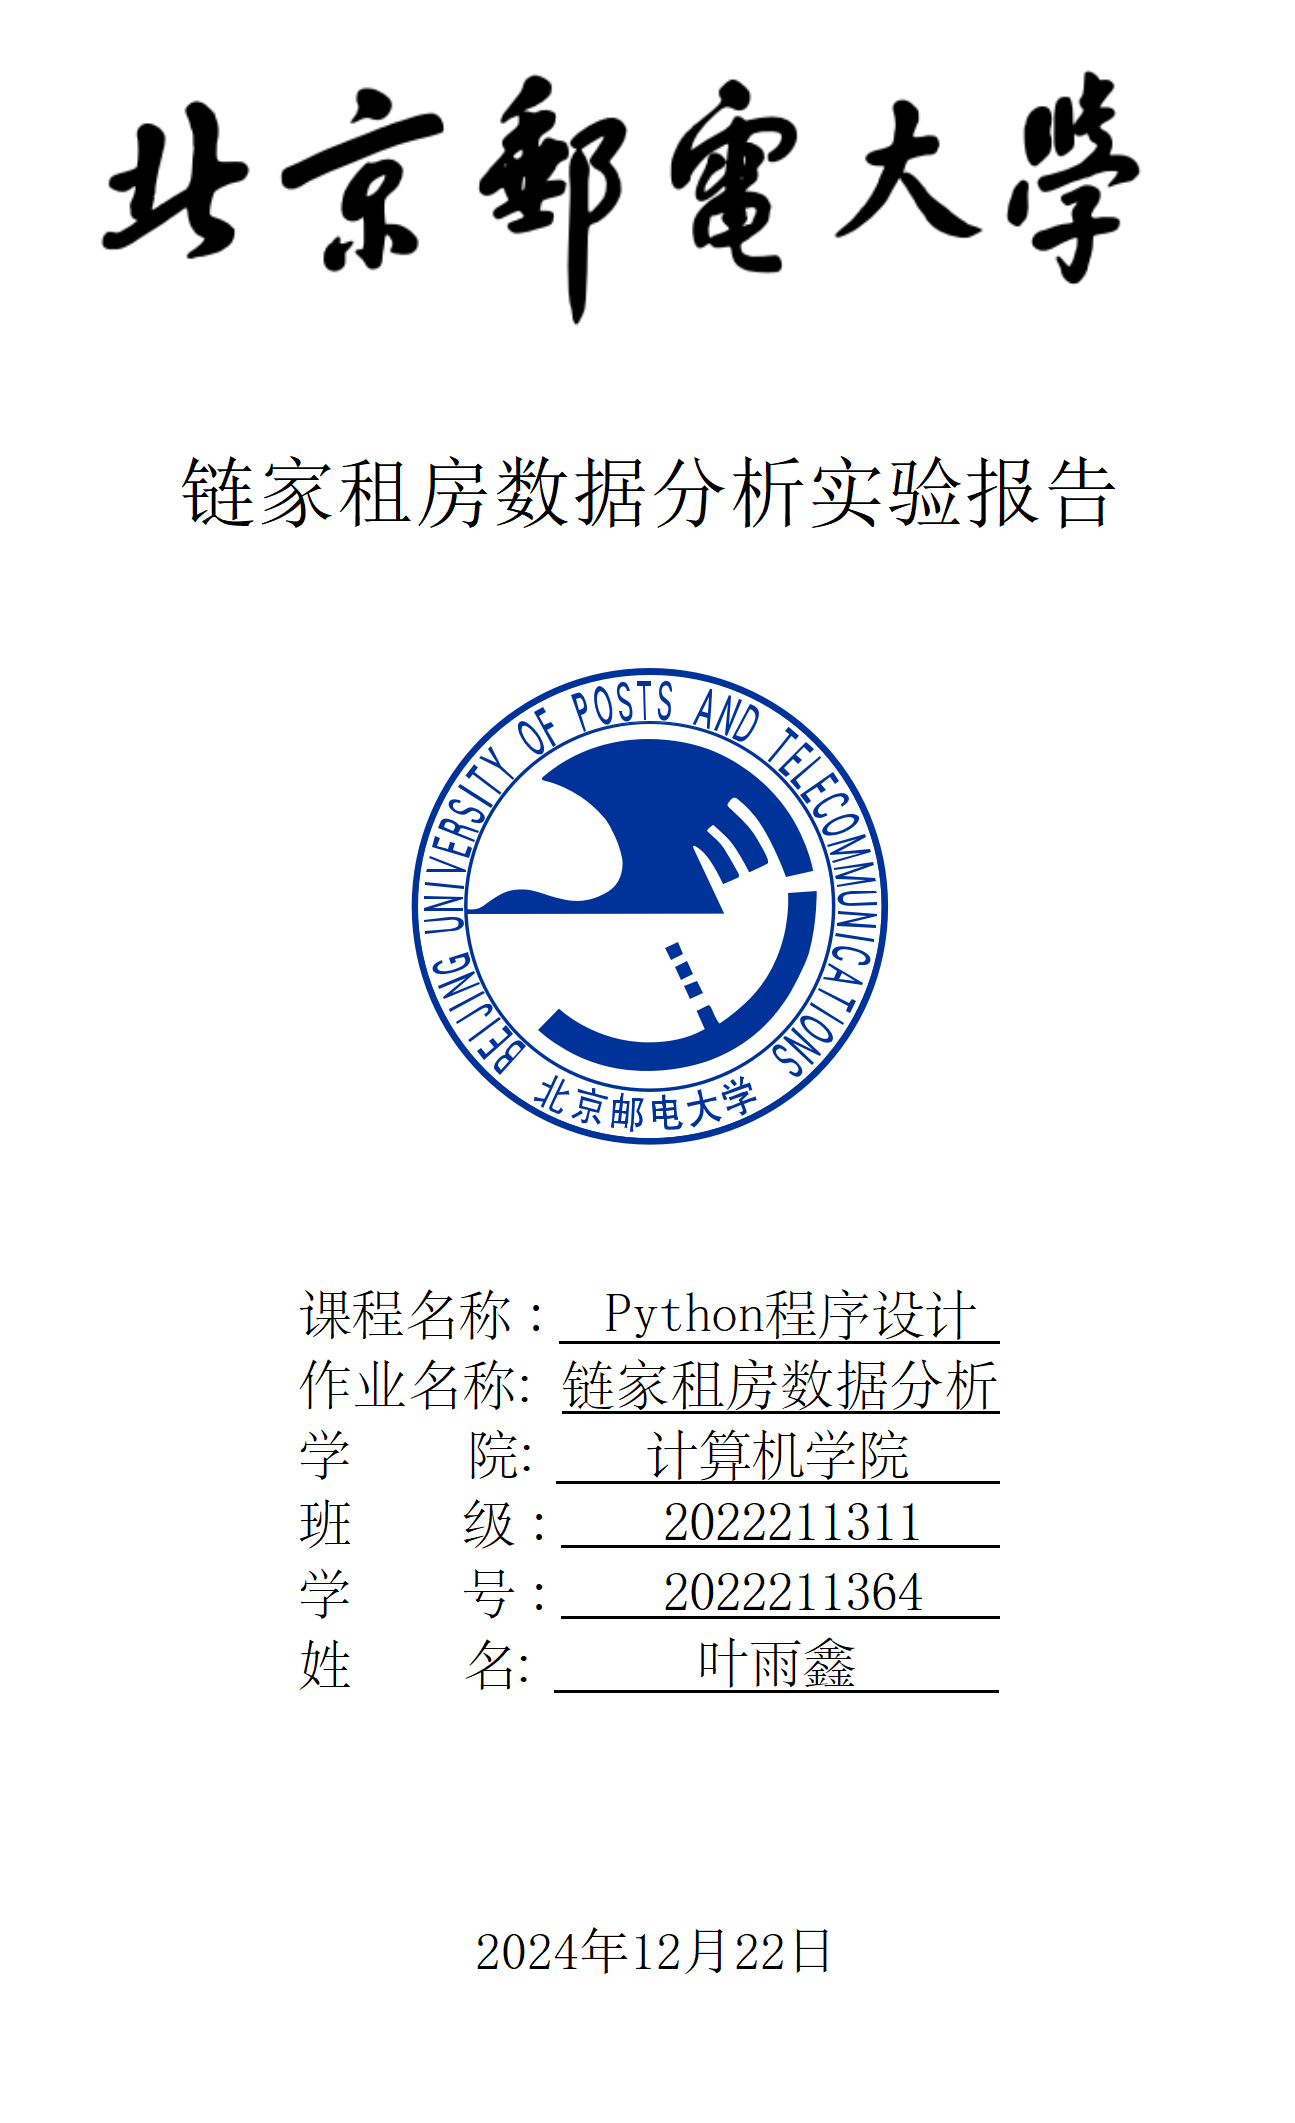 北京郵電大學
链家租房数据分析实验报告
BEIJING UNIVERSITY OF POSTS AND TELECOMMUNICATIONS
北京邮电大学
课程名称： Python程序设计
作业名称: 链家租房数据分析
学 院: 计算机学院
班 级： 2022211311
学 号： 2022211364
姓 名: 叶雨鑫
2024年12月22日